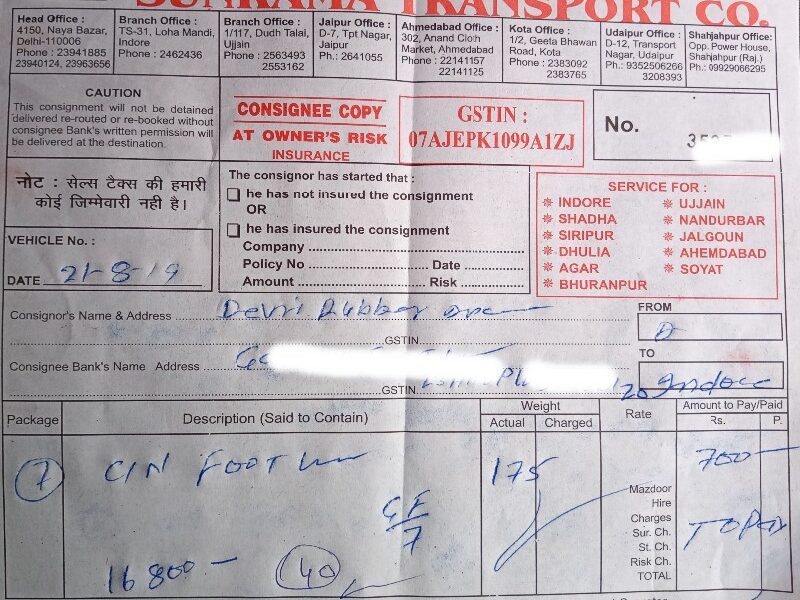 TRANSPORT CO.
Head Office :
4150, Naya Bazar,
Delhi-110006
Phone : 23941885
23940124, 23963656
Branch Office :
TS-31, Loha Mandi,
Indore
Phone : 2462436
Branch Office :
1/117, Dudh Talai,
Ujjain
Phone : 2563493
2553162
Jaipur Office :
D-7, Tpt Nagar,
Jaipur
Ph.: 2641055
Ahmedabad Office :
302, Anand Cloh
Market, Ahmedabad
Phone : 22141157
22141125
Kota Office :
1/2, Geeta Bhawan
Road, Kota
Phone : 2383092
2383765
Udaipur Office :
D-12, Transport
Nagar, Udaipur
Ph.: 9352506266
3208393
Shahjahpur Office:
Opp. Power House,
Shahjahpur (Raj.)
Ph.: 09929066295
CAUTION
This consignment will not be detained
delivered re-routed or re-booked without
consignee Bank's written permission will
be delivered at the destination.
CONSIGNEE COPY
AT OWNER'S RISK
INSURANCE
GSTIN :
07AJEPK1099A1ZJ
No.
नोट : सेल्स टैक्स की हमारी
कोई जिम्मेवारी नही है।
The consignor has started that :
he has not insured the consignment
OR
he has insured the consignment
Company
Policy No Date
Amount Risk
SERVICE FOR :
INDORE
SHADHA
SIRIPUR
DHULIA
AGAR
BHURANPUR
UJJAIN
NANDURBAR
JALGOUN
AHEMDABAD
SOYAT
VEHICLE No. :
DATE 21-8-19
Consignor's Name & Address Rubber
GSTIN
FROM
D
Consignee Bank's Name Address
GSTIN
TO
Indore
Package
Description (Said to Contain)
Weight
Actual Charged
Rate
Amount to Pay/Paid
Rs. P.
7
C/N FOOT
175
700
GF
7
Mazdoor
Hire
Charges
Sur. Ch.
St. Ch.
Risk Ch.
TOTAL
TOPAY
16800 -
40